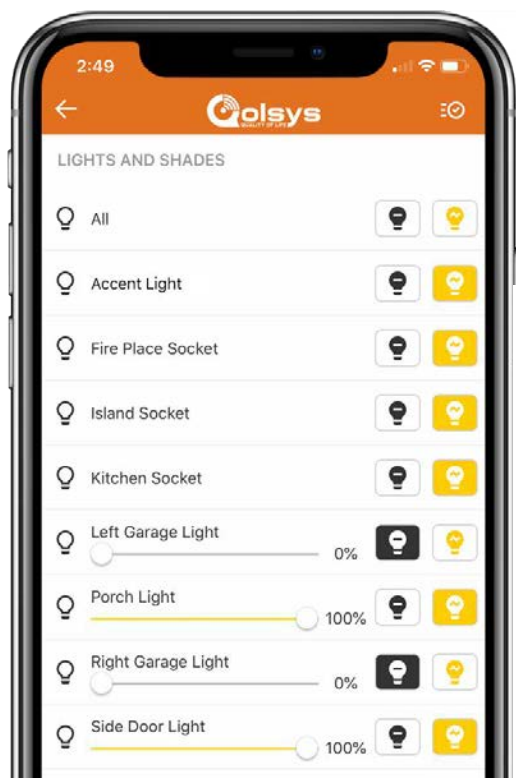 2:49
Qolsys
QUALITY OF LIFE
LIGHTS AND SHADES
All
Accent Light
Fire Place Socket
Island Socket
Kitchen Socket
Left Garage Light
0%
Porch Light
100%
Right Garage Light
0%
Side Door Light
100%